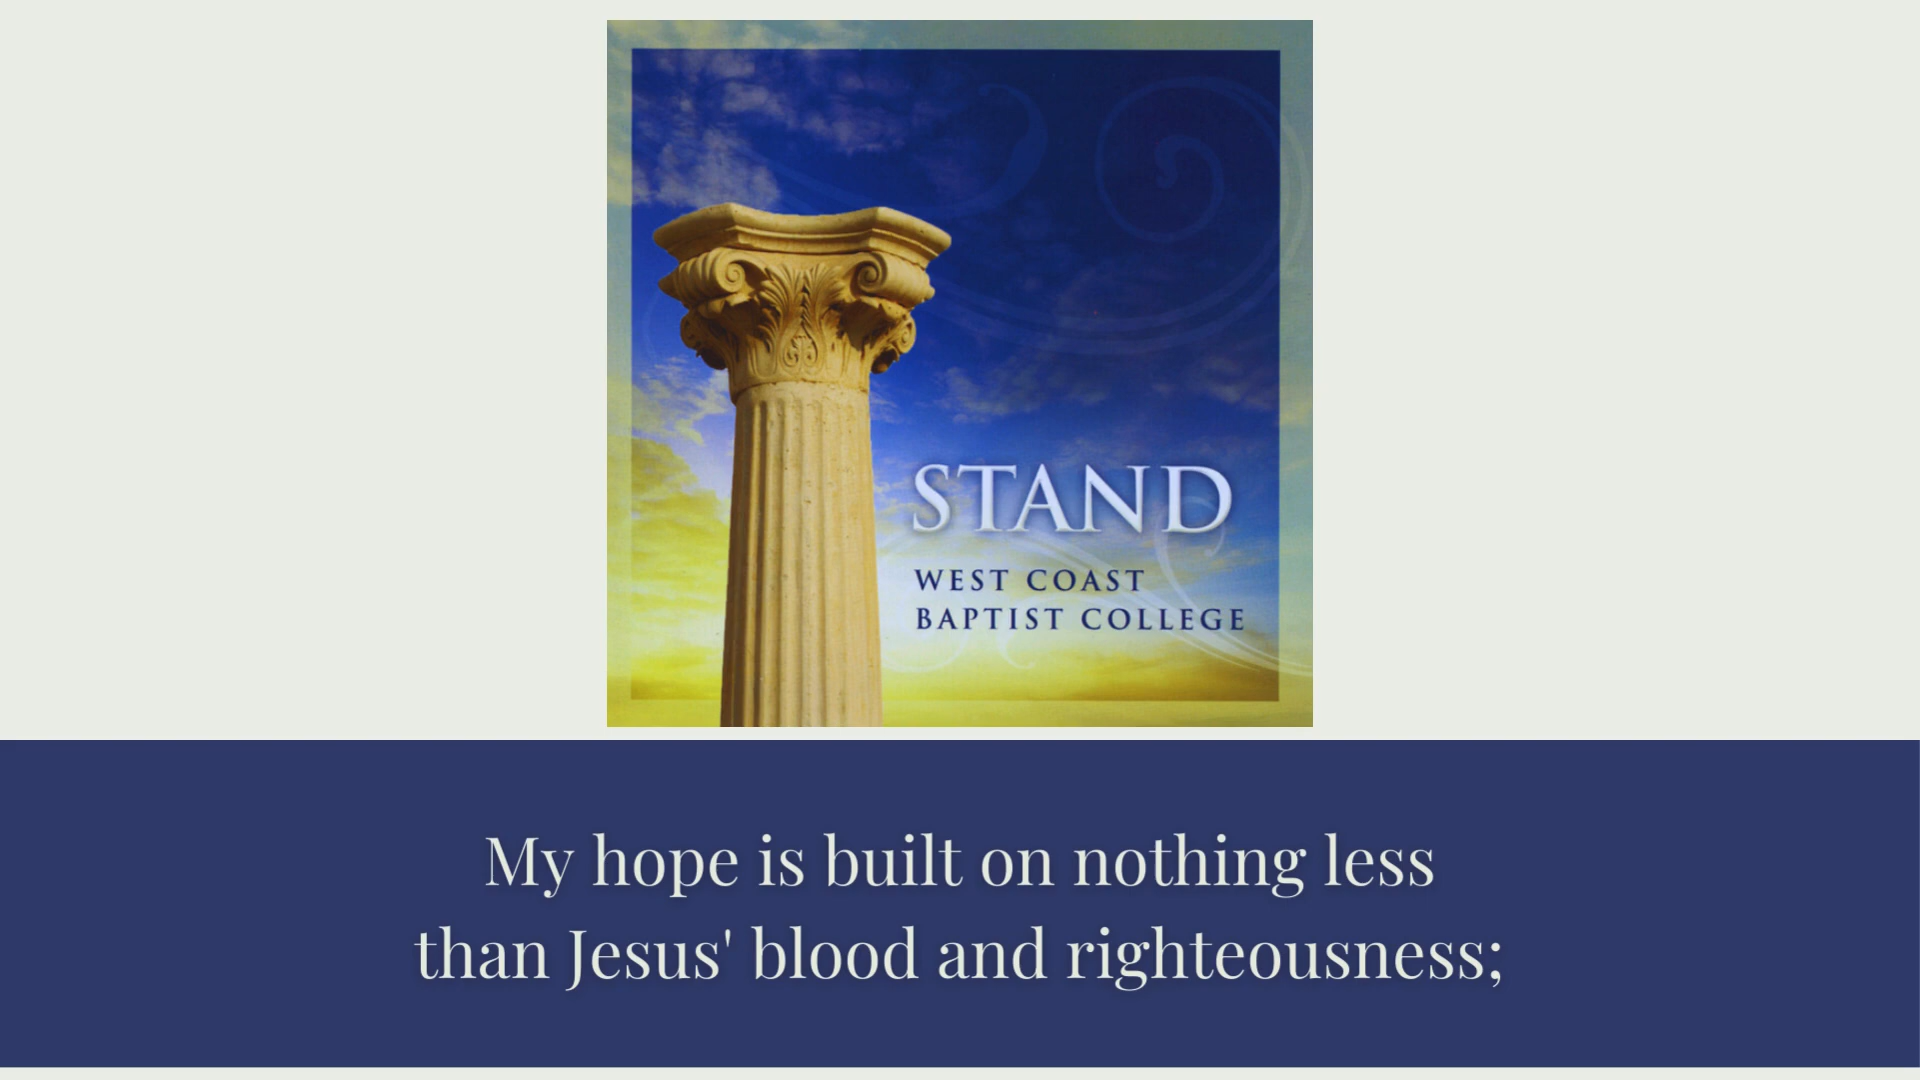 STAND
WEST COAST
BAPTIST COLLEGE
My hope is built on nothing less
than Jesus' blood and righteousness;